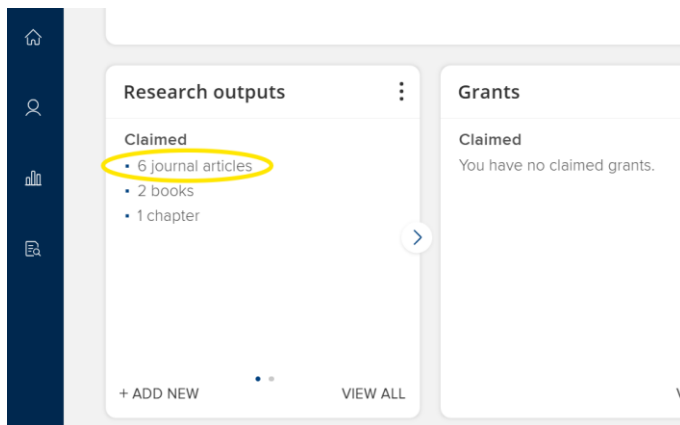 Research outputs
Claimed
• 6 journal articles
• 2 books
• 1 chapter
+ ADD NEW
VIEW ALL
Grants
Claimed
You have no claimed grants.